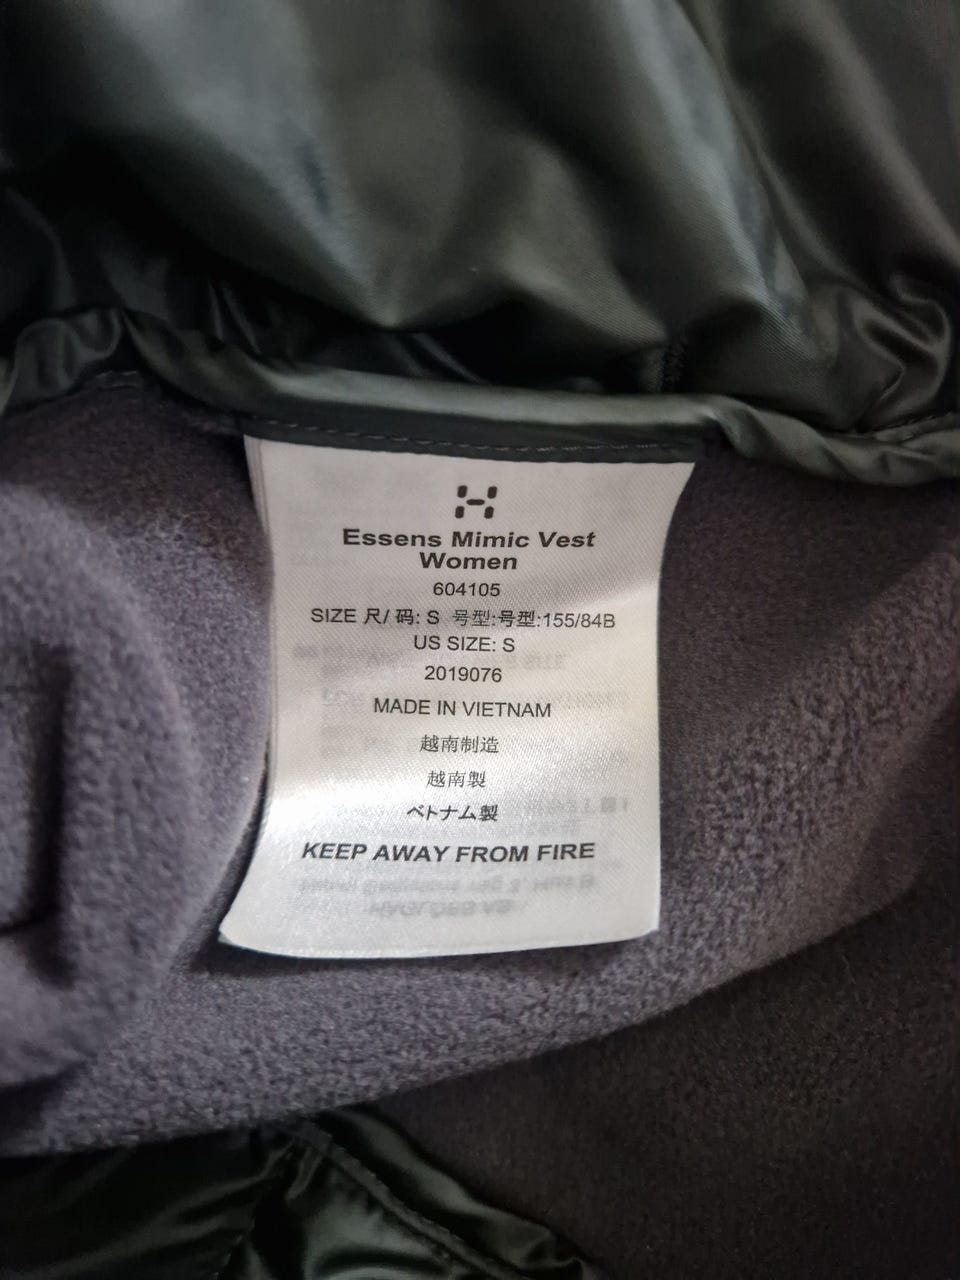 Essens Mimic Vest
Women
604105
SIZE 尺/ 码: S 号型:号型:155/84B
US SIZE: S
2019076
MADE IN VIETNAM
越南制造
越南製
ベトナム製
KEEP AWAY FROM FIRE